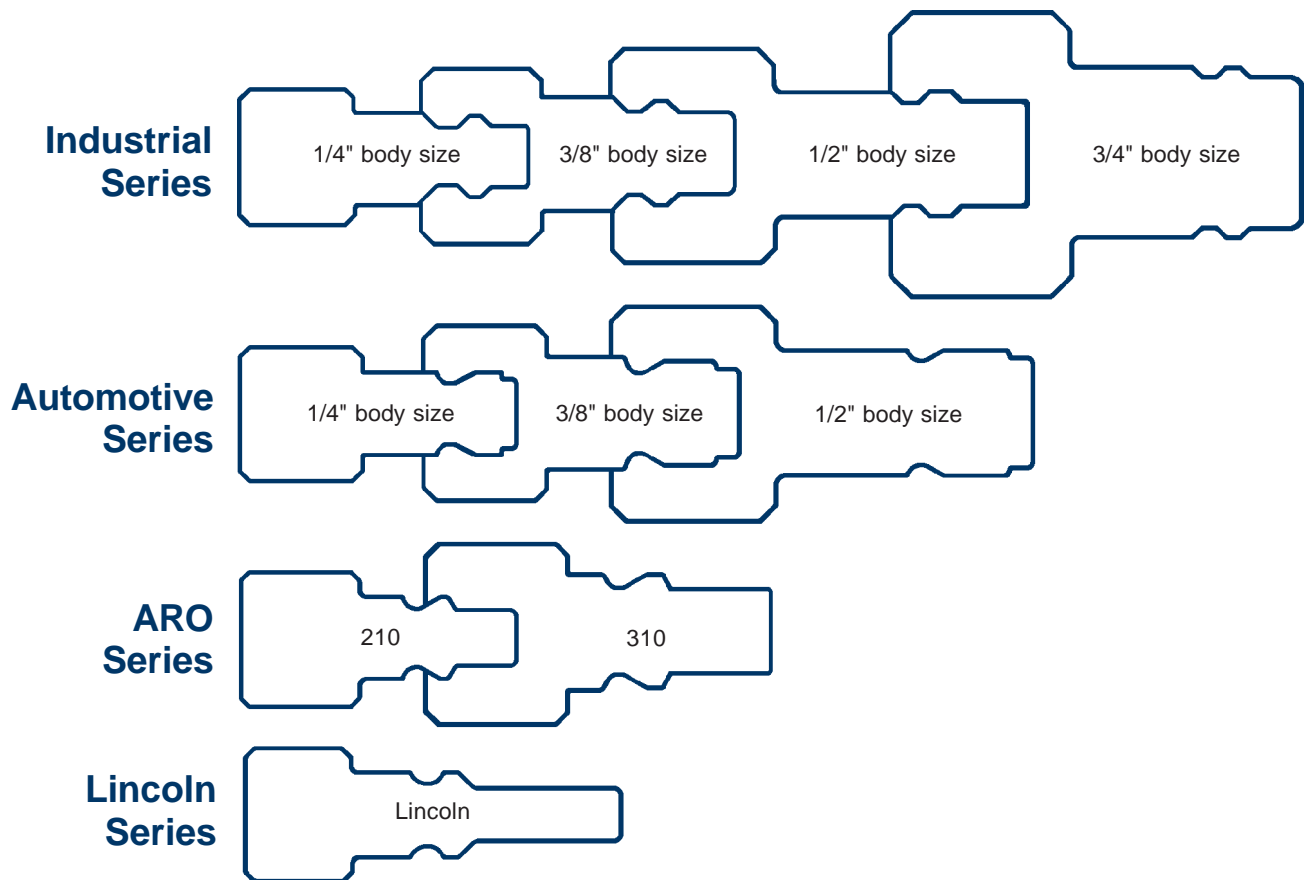 Industrial
Series
1/4" body size
3/8" body size
1/2" body size
3/4" body size
Automotive
Series
1/4" body size
3/8" body size
1/2" body size
ARO
Series
210
310
Lincoln
Series
Lincoln